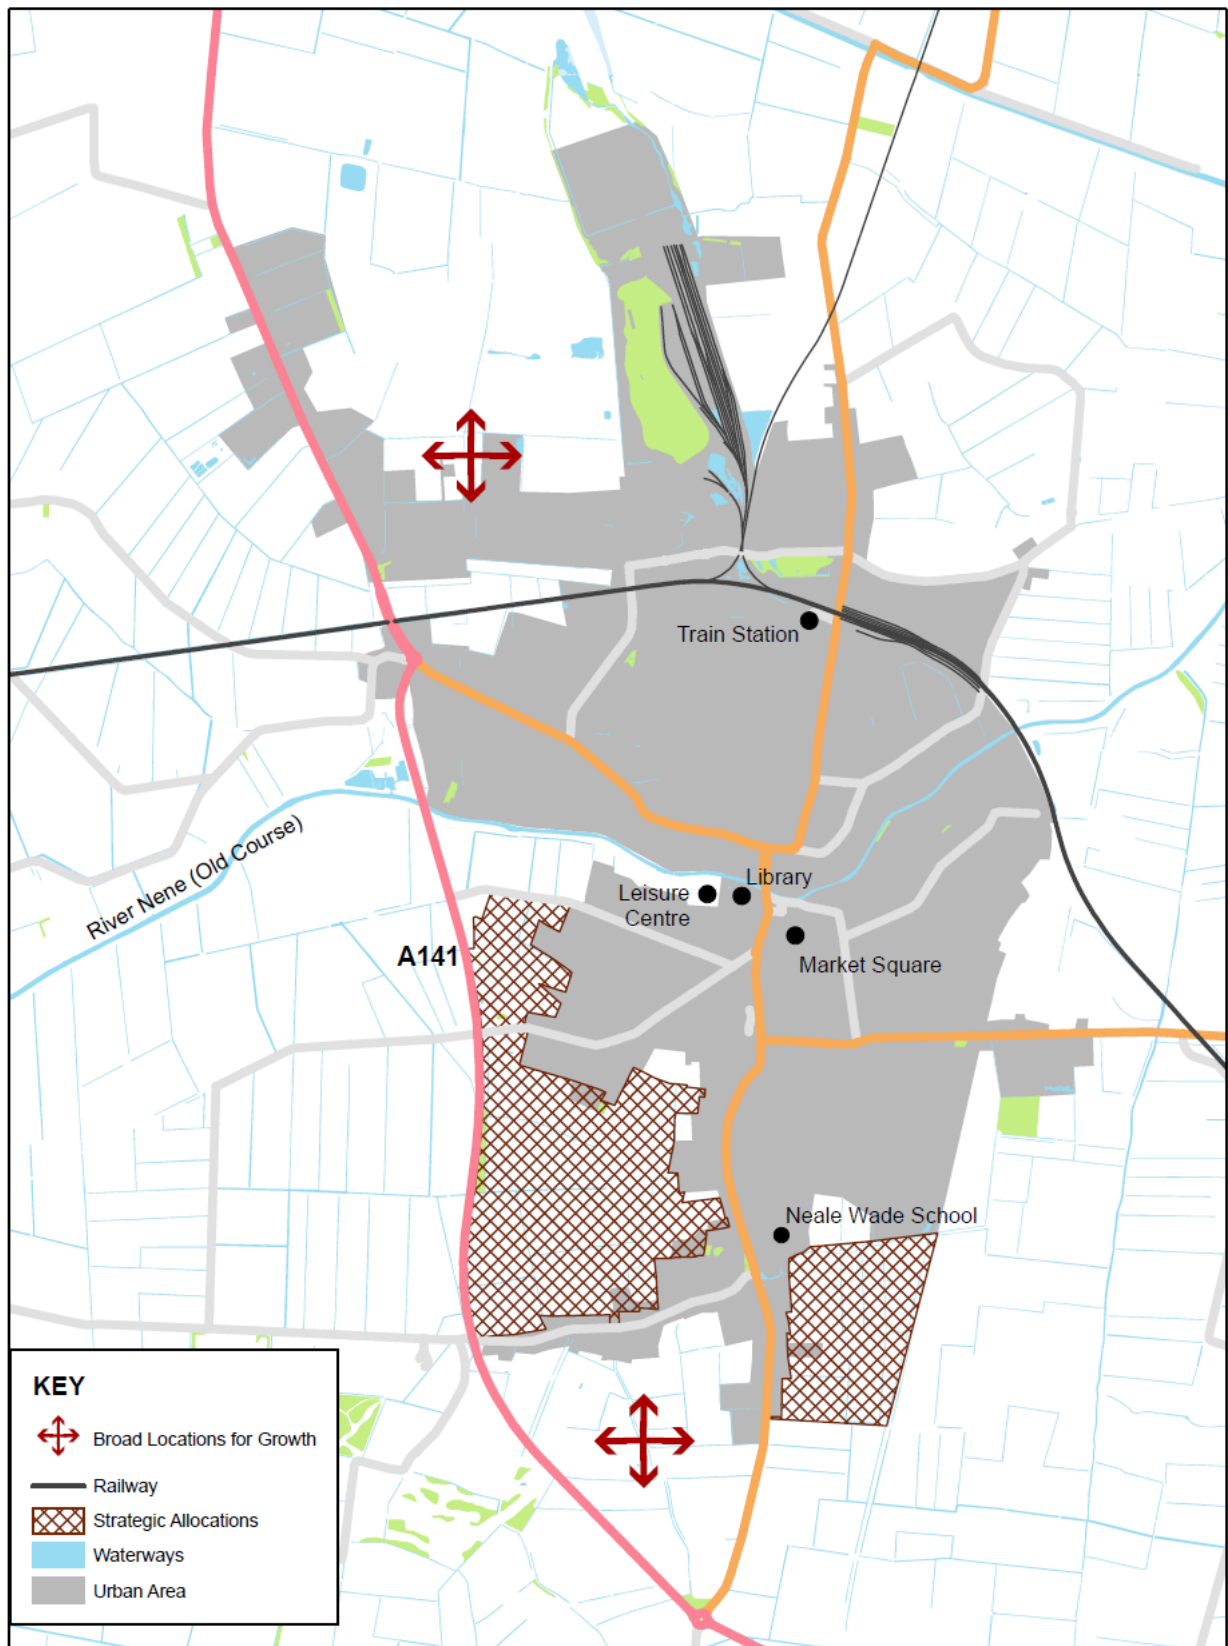 Train Station
River Nene (Old Course)
Library
Leisure
Centre
A141
Market Square
Neale Wade School
KEY
Broad Locations for Growth
Railway
Strategic Allocations
Waterways
Urban Area